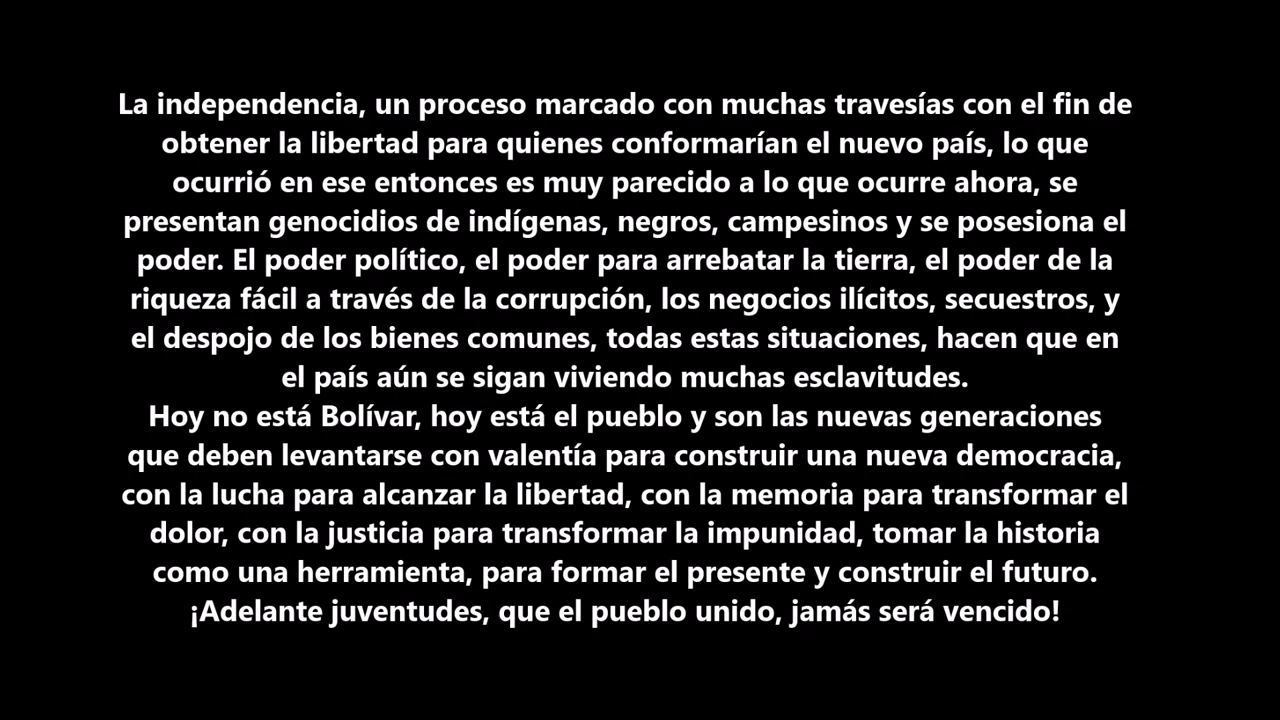 La independencia, un proceso marcado con muchas travesías con el fin de
obtener la libertad para quienes conformarían el nuevo país, lo que
ocurrió en ese entonces es muy parecido a lo que ocurre ahora, se
presentan genocidios de indígenas, negros, campesinos y se posesiona el
poder. El poder político, el poder para arrebatar la tierra, el poder de la
riqueza fácil a través de la corrupción, los negocios ilícitos, secuestros, y
el despojo de los bienes comunes, todas estas situaciones, hacen que en
el país aún se sigan viviendo muchas esclavitudes.
Hoy no está Bolívar, hoy está el pueblo y son las nuevas generaciones
que deben levantarse con valentía para construir una nueva democracia,
con la lucha para alcanzar la libertad, con la memoria para transformar el
dolor, con la justicia para transformar la impunidad, tomar la historia
como una herramienta, para formar el presente y construir el futuro.
¡Adelante juventudes, que el pueblo unido, jamás será vencido!